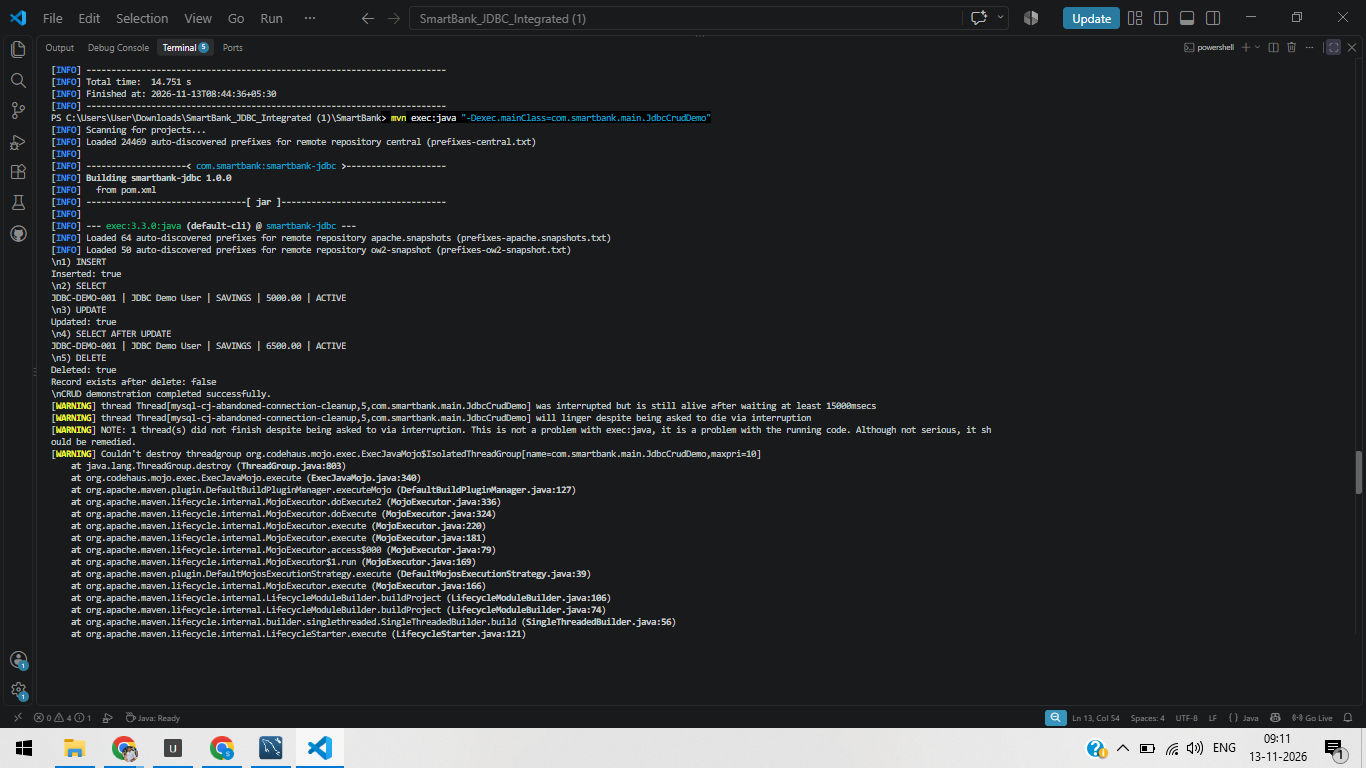 File Edit Selection View Go Run ··· SmartBank_JDBC_Integrated (1) Update
Output Debug Console Terminal 5 Ports powershell
[INFO] ------------------------------------------------------------------------
[INFO] Total time:  14.751 s
[INFO] Finished at: 2026-11-13T08:44:36+05:30
[INFO] ------------------------------------------------------------------------
PS C:\Users\User\Downloads\SmartBank_JDBC_Integrated (1)\SmartBank> mvn exec:java "-Dexec.mainClass=com.smartbank.main.JdbcCrudDemo"
[INFO] Scanning for projects...
[INFO] Loaded 24469 auto-discovered prefixes for remote repository central (prefixes-central.txt)
[INFO]
[INFO] --------------------< com.smartbank:smartbank-jdbc >--------------------
[INFO] Building smartbank-jdbc 1.0.0
[INFO]   from pom.xml
[INFO] --------------------------------[ jar ]---------------------------------
[INFO]
[INFO] --- exec:3.3.0:java (default-cli) @ smartbank-jdbc ---
[INFO] Loaded 64 auto-discovered prefixes for remote repository apache.snapshots (prefixes-apache.snapshots.txt)
[INFO] Loaded 50 auto-discovered prefixes for remote repository ow2-snapshot (prefixes-ow2-snapshot.txt)
\n1) INSERT
Inserted: true
\n2) SELECT
JDBC-DEMO-001 | JDBC Demo User | SAVINGS | 5000.00 | ACTIVE
\n3) UPDATE
Updated: true
\n4) SELECT AFTER UPDATE
JDBC-DEMO-001 | JDBC Demo User | SAVINGS | 6500.00 | ACTIVE
\n5) DELETE
Deleted: true
Record exists after delete: false
\nCRUD demonstration completed successfully.
[WARNING] thread Thread[mysql-cj-abandoned-connection-cleanup,5,com.smartbank.main.JdbcCrudDemo] was interrupted but is still alive after waiting at least 15000msecs
[WARNING] thread Thread[mysql-cj-abandoned-connection-cleanup,5,com.smartbank.main.JdbcCrudDemo] will linger despite being asked to die via interruption
[WARNING] NOTE: 1 thread(s) did not finish despite being asked to via interruption. This is not a problem with exec:java, it is a problem with the running code. Although not serious, it sh
ould be remedied.
[WARNING] Couldn't destroy threadgroup org.codehaus.mojo.exec.ExecJavaMojo$IsolatedThreadGroup[name=com.smartbank.main.JdbcCrudDemo,maxpri=10]
    at java.lang.ThreadGroup.destroy (ThreadGroup.java:803)
    at org.codehaus.mojo.exec.ExecJavaMojo.execute (ExecJavaMojo.java:340)
    at org.apache.maven.plugin.DefaultBuildPluginManager.executeMojo (DefaultBuildPluginManager.java:127)
    at org.apache.maven.lifecycle.internal.MojoExecutor.doExecute2 (MojoExecutor.java:336)
    at org.apache.maven.lifecycle.internal.MojoExecutor.doExecute (MojoExecutor.java:324)
    at org.apache.maven.lifecycle.internal.MojoExecutor.execute (MojoExecutor.java:220)
    at org.apache.maven.lifecycle.internal.MojoExecutor.execute (MojoExecutor.java:181)
    at org.apache.maven.lifecycle.internal.MojoExecutor.access$000 (MojoExecutor.java:79)
    at org.apache.maven.lifecycle.internal.MojoExecutor$1.run (MojoExecutor.java:169)
    at org.apache.maven.plugin.DefaultMojosExecutionStrategy.execute (DefaultMojosExecutionStrategy.java:39)
    at org.apache.maven.lifecycle.internal.MojoExecutor.execute (MojoExecutor.java:166)
    at org.apache.maven.lifecycle.internal.LifecycleModuleBuilder.buildProject (LifecycleModuleBuilder.java:106)
    at org.apache.maven.lifecycle.internal.LifecycleModuleBuilder.buildProject (LifecycleModuleBuilder.java:74)
    at org.apache.maven.lifecycle.internal.builder.singlethreaded.SingleThreadedBuilder.build (SingleThreadedBuilder.java:56)
    at org.apache.maven.lifecycle.internal.LifecycleStarter.execute (LifecycleStarter.java:121)
1
1
0 4 1 Java: Ready Ln 13, Col 54 Spaces: 4 UTF-8 LF { } Java Go Live
U S ENG 09:11
13-11-2026 1